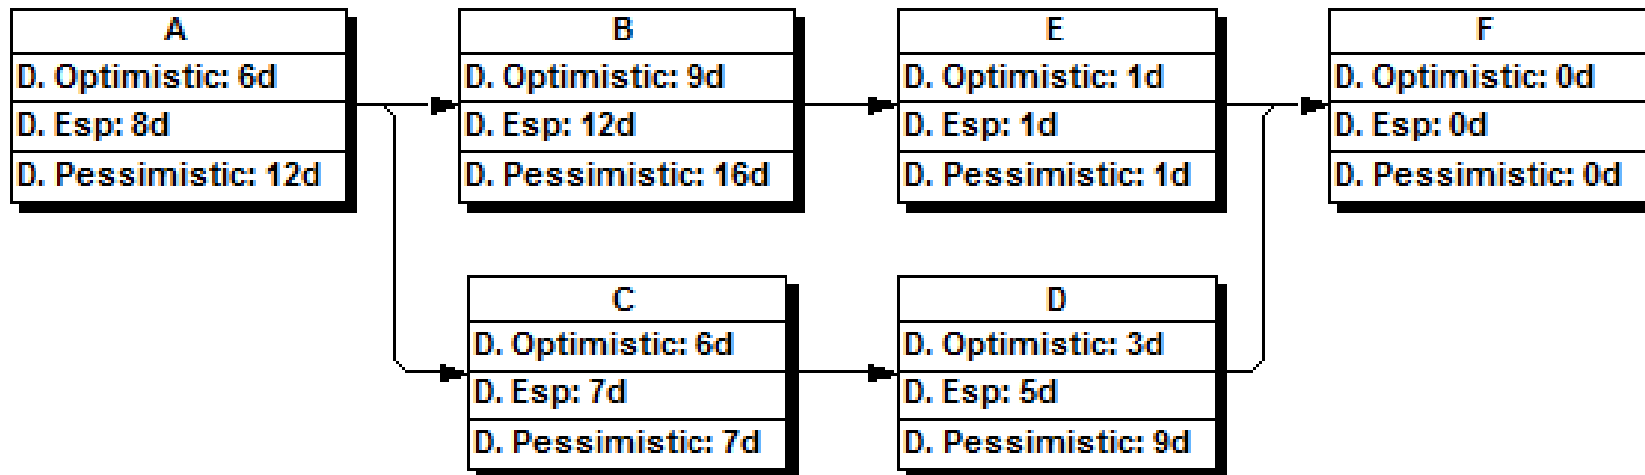 A
D. Optimistic: 6d
D. Esp: 8d
D. Pessimistic: 12d
B
D. Optimistic: 9d
D. Esp: 12d
D. Pessimistic: 16d
E
D. Optimistic: 1d
D. Esp: 1d
D. Pessimistic: 1d
F
D. Optimistic: 0d
D. Esp: 0d
D. Pessimistic: 0d
C
D. Optimistic: 6d
D. Esp: 7d
D. Pessimistic: 7d
D
D. Optimistic: 3d
D. Esp: 5d
D. Pessimistic: 9d